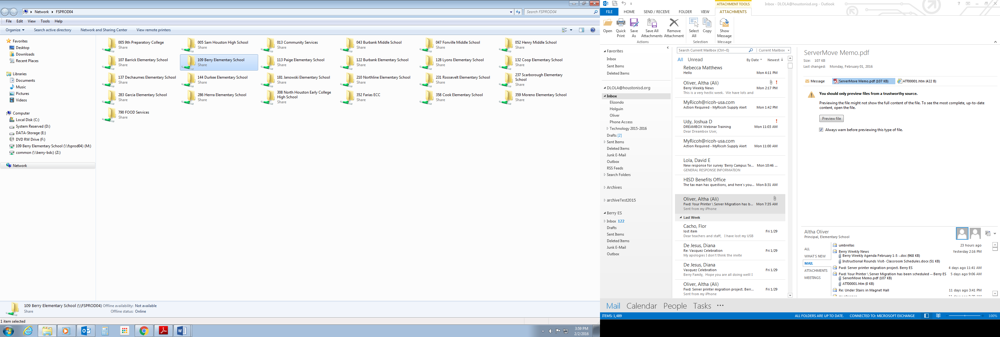 Network ▸ FSPROD04
Search FSPROD04
File Edit View Tools Help
Organize Search active directory Network and Sharing Center View remote printers
Favorites
Desktop
Downloads
Recent Places
Libraries
Documents
Music
Pictures
Videos
Computer
Local Disk (C:)
System Reserved (D:)
DATA-Storage (E:)
DVD RW Drive (F:)
109 Berry Elementary School (\\fsprod04) (M:)
common (\\berry-bdc) (Z:)
Network
005 9th Preparatory College
Share
005 Sam Houston High School
Share
013 Community Services
Share
043 Burbank Middle School
Share
047 Fonville Middle School
Share
052 Henry Middle School
Share
107 Barrick Elementary School
Share
109 Berry Elementary School
Share
113 Paige Elementary School
Share
122 Burbank Elementary School
Share
128 Lyons Elementary School
Share
132 Coop Elementary School
Share
137 Dechaumes Elementary School
Share
144 Durkee Elementary School
Share
181 Janowski Elementary School
Share
210 Northline Elementary School
Share
231 Roosevelt Elementary School
Share
237 Scarborough Elementary
School
Share
283 Garcia Elementary School
Share
286 Herrra Elementary School
Share
308 North Houston Early College
High School
Share
352 Farias ECC
Share
358 Cook Elementary School
Share
359 Moreno Elementary School
Share
790 FOOD Services
Share
109 Berry Elementary School (\\FSPROD04) Offline availability: Not available
Share Offline status: Online
1 item selected
3:59 PM
2/2/2016
ATTACHMENT TOOLS
Inbox - DLOLA@houstonisd.org - Outlook
FILE HOME SEND / RECEIVE FOLDER VIEW ATTACHMENTS
Open
Quick
Print
Save
As
Save All
Attachments
Remove
Attachment
Select
All
Copy
Show
Message
Actions Selection Message
Favorites
Inbox
Sent Items
Deleted Items
DLOLA@houstonisd.org
Inbox
Elizondo
Holguin
Oliver
Phone Access
Technology 2015-2016
Drafts [2]
Sent Items
Deleted Items
Junk E-Mail
Outbox
RSS Feeds
Search Folders
Archives
archiveTest2015
Berry ES
Inbox 122
Drafts
Sent Items
Deleted Items
Junk E-Mail
Outbox
Search Current Mailbox (Ctrl+E) Current Mailbox
All Unread By Date Newest ↓
Rebecca Matthews
Hello Mon 4:11 PM
Oliver, Altha (Ali) !
Berry Weekly News Mon 2:17 PM
This is a very hectic week. We have lots and
MyRicoh@ricoh-usa.com
Action Required - MyRicoh Supply Alert Mon 1:42 PM
Udy, Joshua D !
DREAMBOX Webinar Training Mon 11:03 AM
Dear Dreambox User,
MyRicoh@ricoh-usa.com
Action Required - MyRicoh Supply Alert Mon 11:00 AM
Lola, David E
New response for survey 'Berry Campus Te... Mon 10:46 ...
GENERAL RESPONSE INFORMATION
HISD Benefits Office
The tax man has questions, and here's you... Mon 8:31 AM
Oliver, Altha (Ali)
Fwd: Your Printer \ Server Migration has b... Mon 7:35 AM
Sent from my iPhone
Last Week
Cacho, Flor
lost item Fri 1/29
Dear teachers and staff, I have lost my USB
De Jesus, Diana
Re: Vasquez Celebration Fri 1/29
My apologies I don't think the invite
De Jesus, Diana
Vasquez Celebration Fri 1/29
Berry Family, Hope you are all doing well! I
Oliver, Altha (Ali)
Fwd: Server printer migration project. Berr... Fri 1/29
Sent from my iPhone
ServerMove Memo.pdf
Size: 107 KB
Last changed: Monday, February 01, 2016
Message ServerMove Memo.pdf (107 KB) ATT00001.htm (422 B)
You should only preview files from a trustworthy source.
Previewing the file might not show the full content of the file. To see the most complete, up-to-date
content, open the file.
Preview file
Always warn before previewing this type of file.
Altha Oliver
Principal, Elementary School
ALL
WHAT'S NEW
MAIL
ATTACHMENTS
MEETINGS
umbrellas 23 hours ago
Berry Weekly News Yesterday 2:16 PM
Berry Weekly Agenda February 1-5 -.doc (968 KB)
Instructional Rounds Visit- Classroom Schedules.docx (51 KB)
Fwd: Server printer migration project. Berry ES 4 days ago 11:41 AM
Fwd: Your Printer \ Server Migration has been scheduled -- Berry ES 5 days ago 9:06 AM
ServerMove Memo.pdf (107 KB)
ATT00001.htm (0 KB)
Re: Under Stairs in Magnet Hall 11 days ago 3:41 PM
Mail Calendar People Tasks ...
ITEMS: 1,489 ALL FOLDERS ARE UP TO DATE. CONNECTED TO: MICROSOFT EXCHANGE 100%